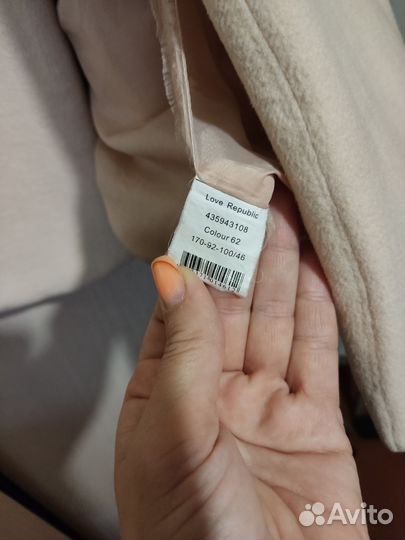 Love Republic
435943108
Colour 62
170-92-100/46
Avito